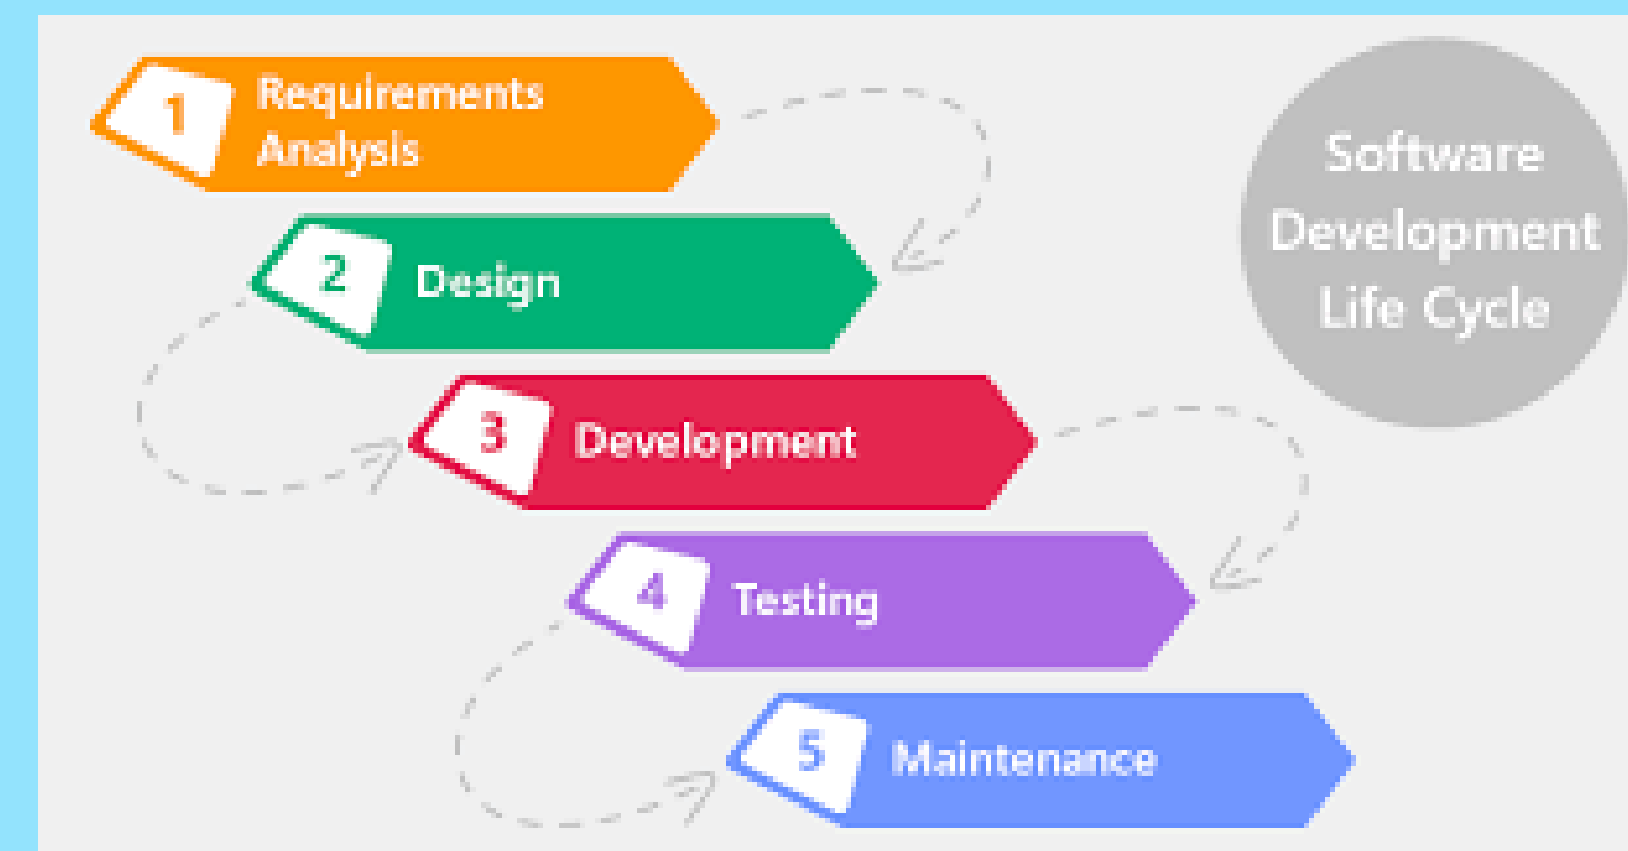 1
Requirements
Analysis
2
Design
3
Development
4
Testing
5
Maintenance
Software
Development
Life Cycle